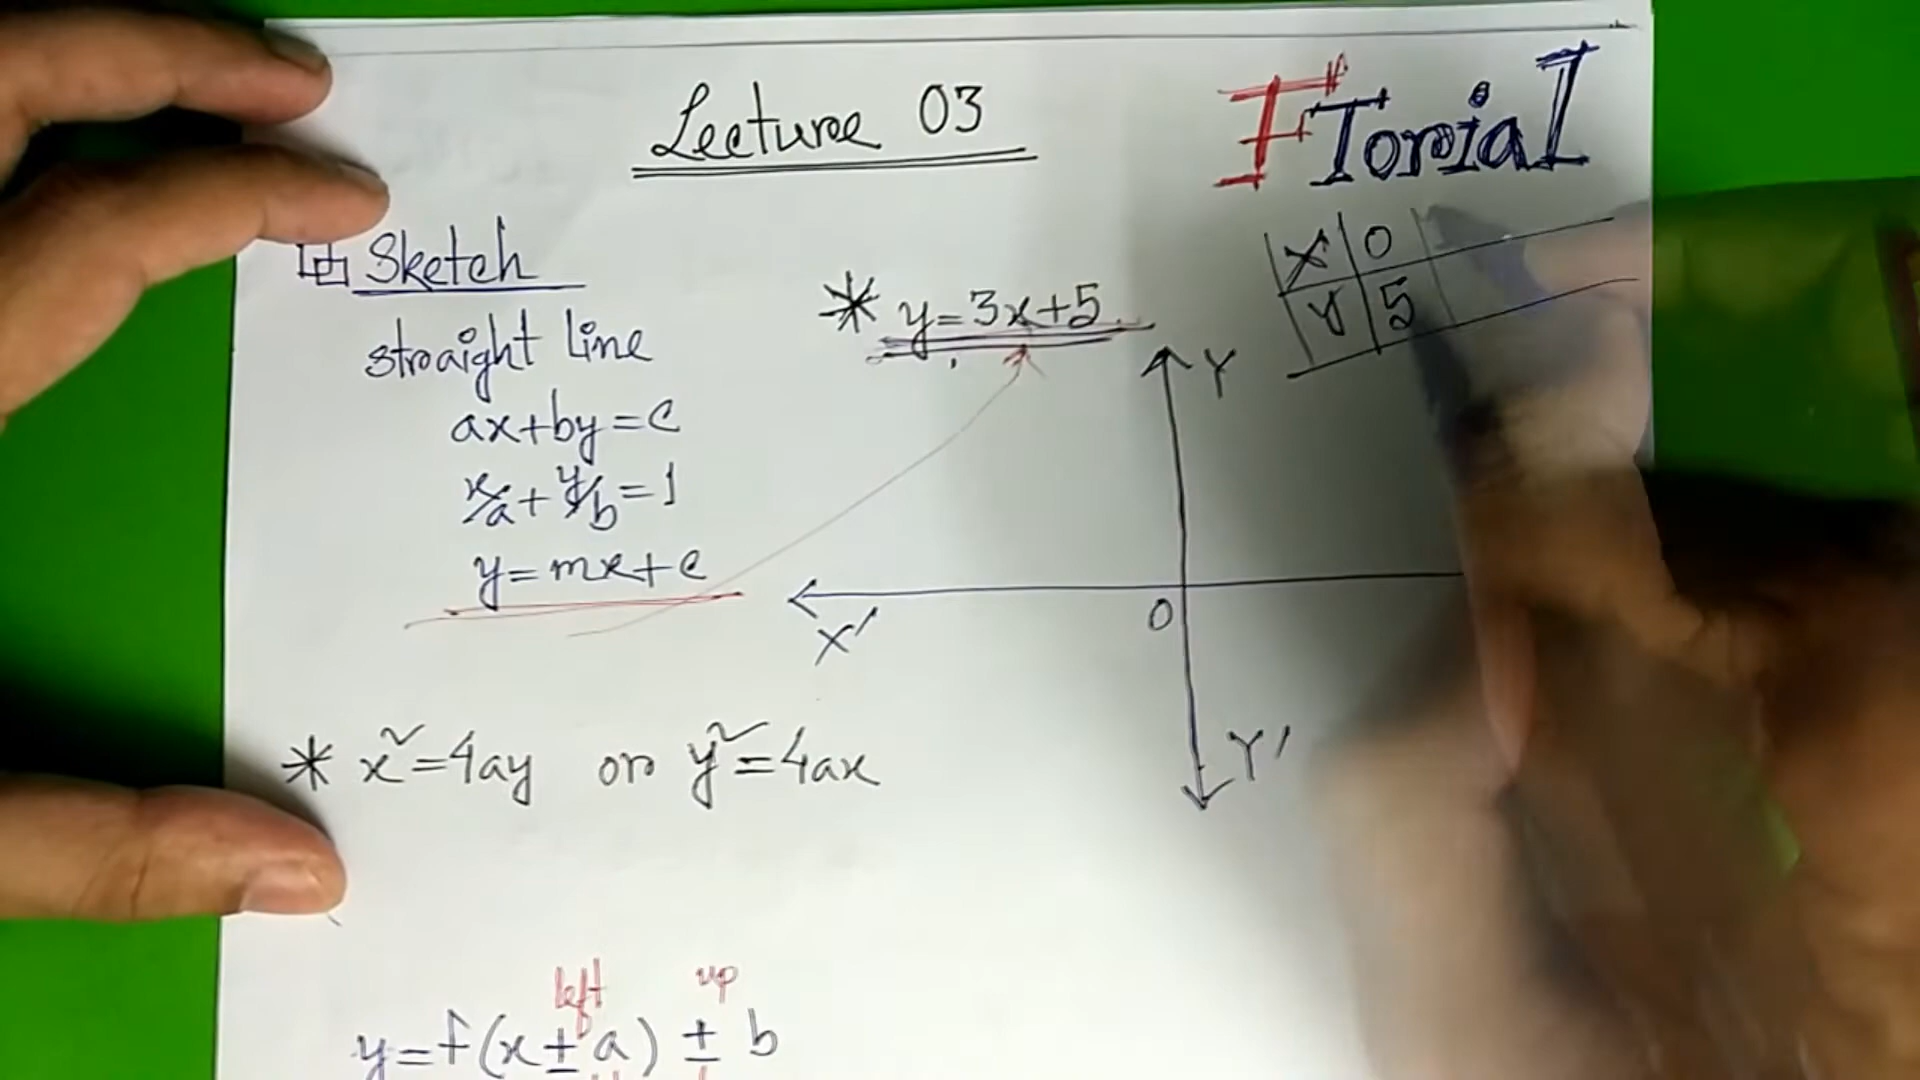 Lecture 03
FTorial
Sketch
straight line
ax+by=c
x/a + y/b = 1
y=mx+c
* y=3x+5
X | 0
Y | 5
Y
X′
O
Y′
* x²=4ay or y²=4ax
left up
y=f(x±a) ± b